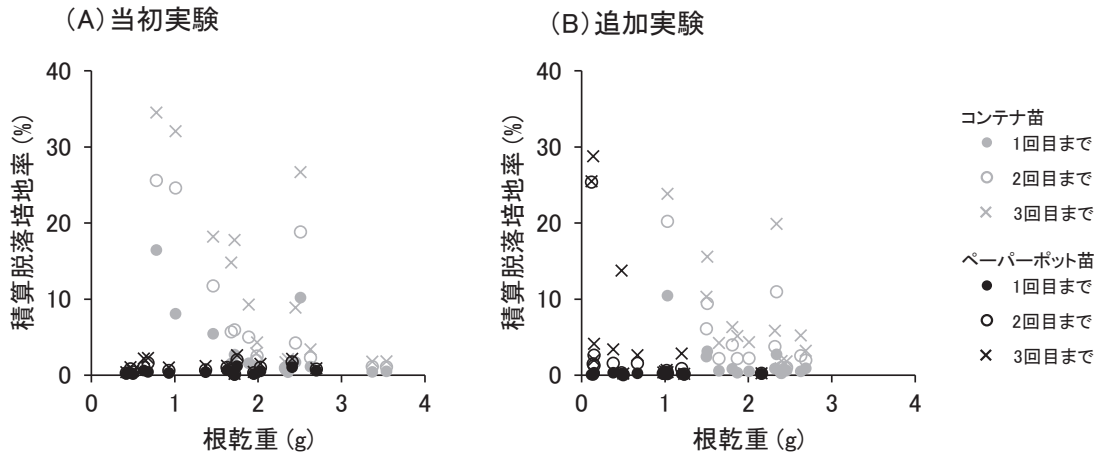 (A)当初実験
積算脱落培地率(%)
40
30
20
10
0
0 1 2 3 4
根乾重(g)
(B)追加実験
積算脱落培地率(%)
40
30
20
10
0
0 1 2 3 4
根乾重(g)
コンテナ苗
1回目まで
2回目まで
3回目まで
ペーパーポット苗
1回目まで
2回目まで
3回目まで